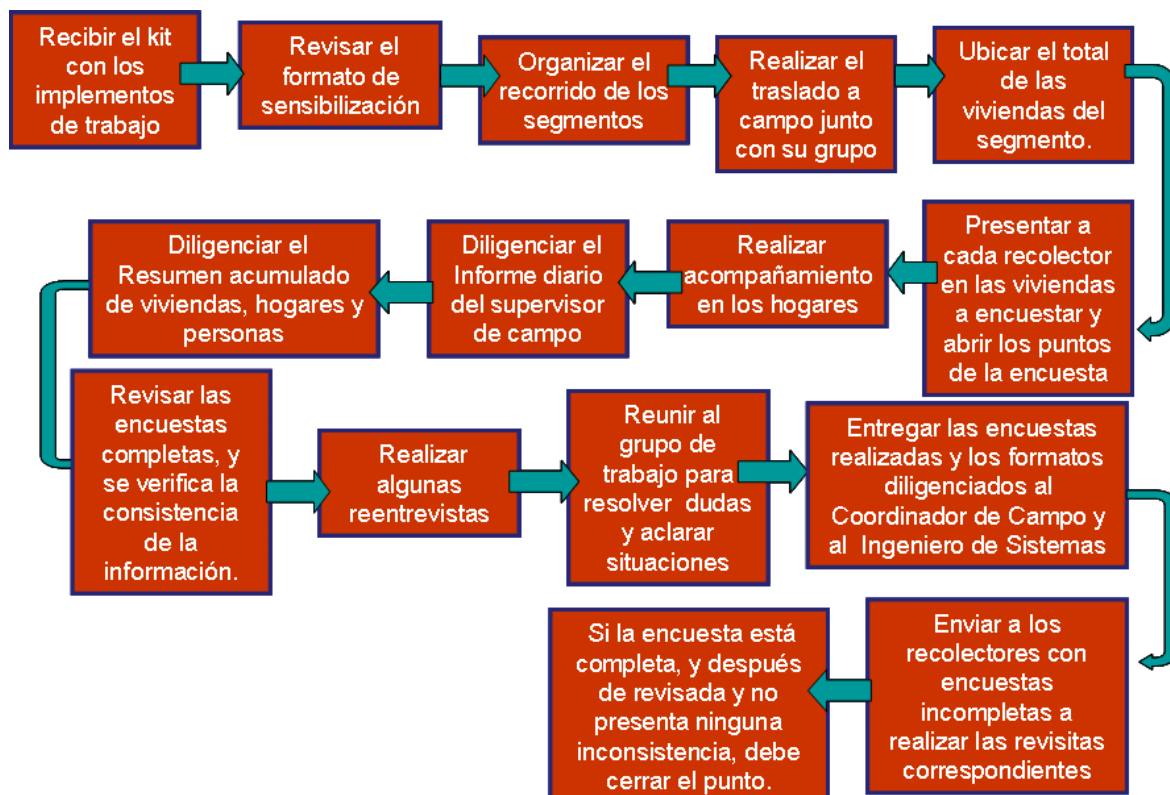 Recibir el kit
con los
implementos
de trabajo
Revisar el
formato de
sensibilización
Organizar el
recorrido de los
segmentos
Realizar el
traslado a
campo junto
con su grupo
Ubicar el total
de las
viviendas del
segmento.
Presentar a
cada recolector
en las viviendas
a encuestar y
abrir los puntos
de la encuesta
Realizar
acompañamiento
en los hogares
Diligenciar el
Informe diario
del supervisor
de campo
Diligenciar el
Resumen acumulado
de viviendas, hogares y
personas
Revisar las
encuestas
completas, y
se verifica la
consistencia
de la
información.
Realizar
algunas
reentrevistas
Reunir al
grupo de
trabajo para
resolver dudas
y aclarar
situaciones
Entregar las encuestas
realizadas y los formatos
diligenciados al
Coordinador de Campo y
al Ingeniero de Sistemas
Enviar a los
recolectores con
encuestas
incompletas a
realizar las revisitas
correspondientes
Si la encuesta está
completa, y después
de revisada y no
presenta ninguna
inconsistencia, debe
cerrar el punto.